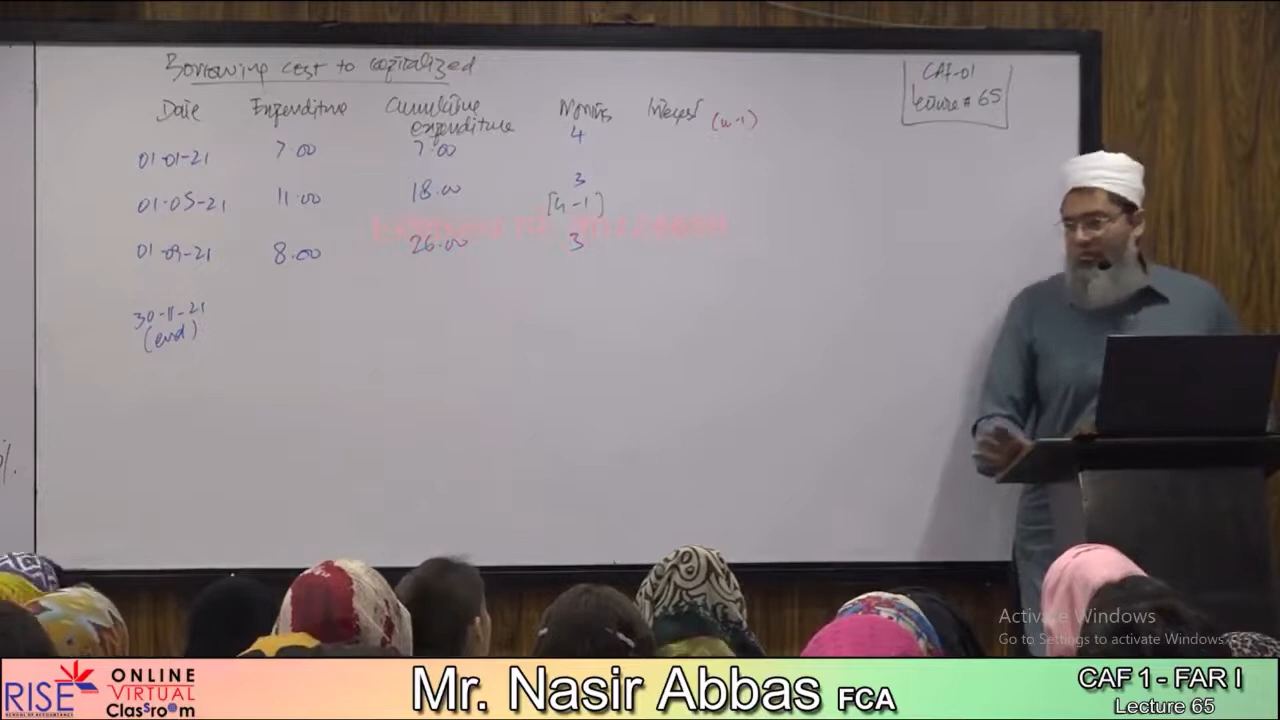 Borrowing cost to capitalized
CAF-01
Lecture # 65
Date Expenditure Cumulative expenditure Months Interest (W-1)
4
01-01-21 7.00 7.00
3
01-05-21 11.00 18.00 [4-1]
01-09-21 8.00 26.00 3
30-11-21
(end)
%.
Activate Windows
Go to Settings to activate Windows.
RISE
SCHOOL OF ACCOUNTANCY
ONLINE
VIRTUAL
Classroom
Mr. Nasir Abbas FCA
CAF 1 - FAR I
Lecture 65